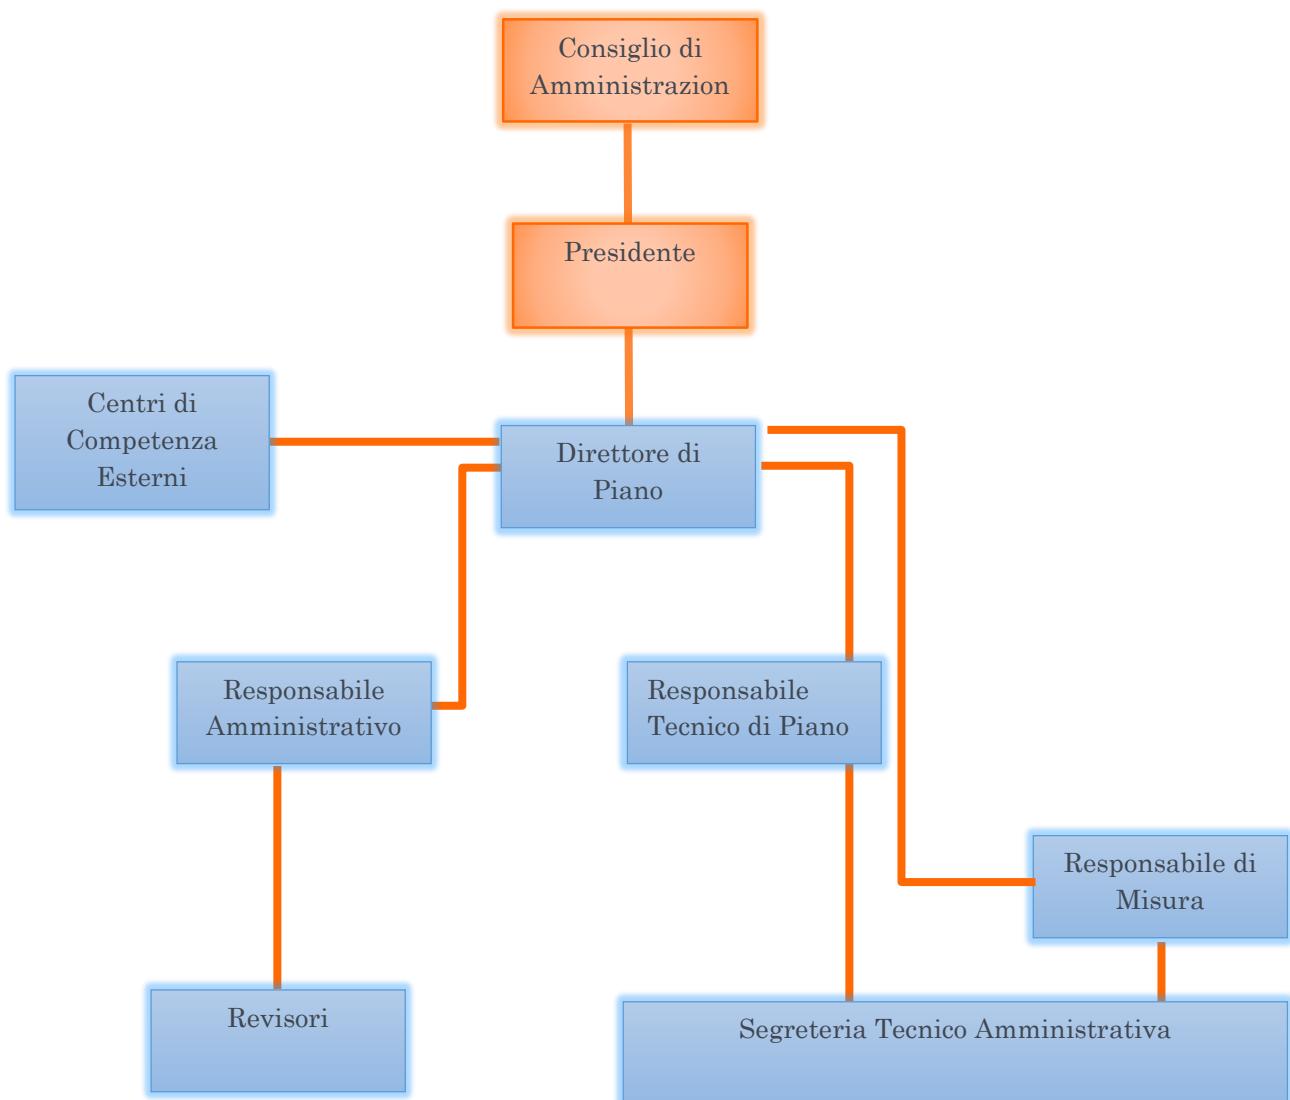 Consiglio di
Amministrazion
Presidente
Centri di
Competenza
Esterni
Direttore di
Piano
Responsabile
Amministrativo
Responsabile
Tecnico di Piano
Responsabile di
Misura
Revisori
Segreteria Tecnico Amministrativa